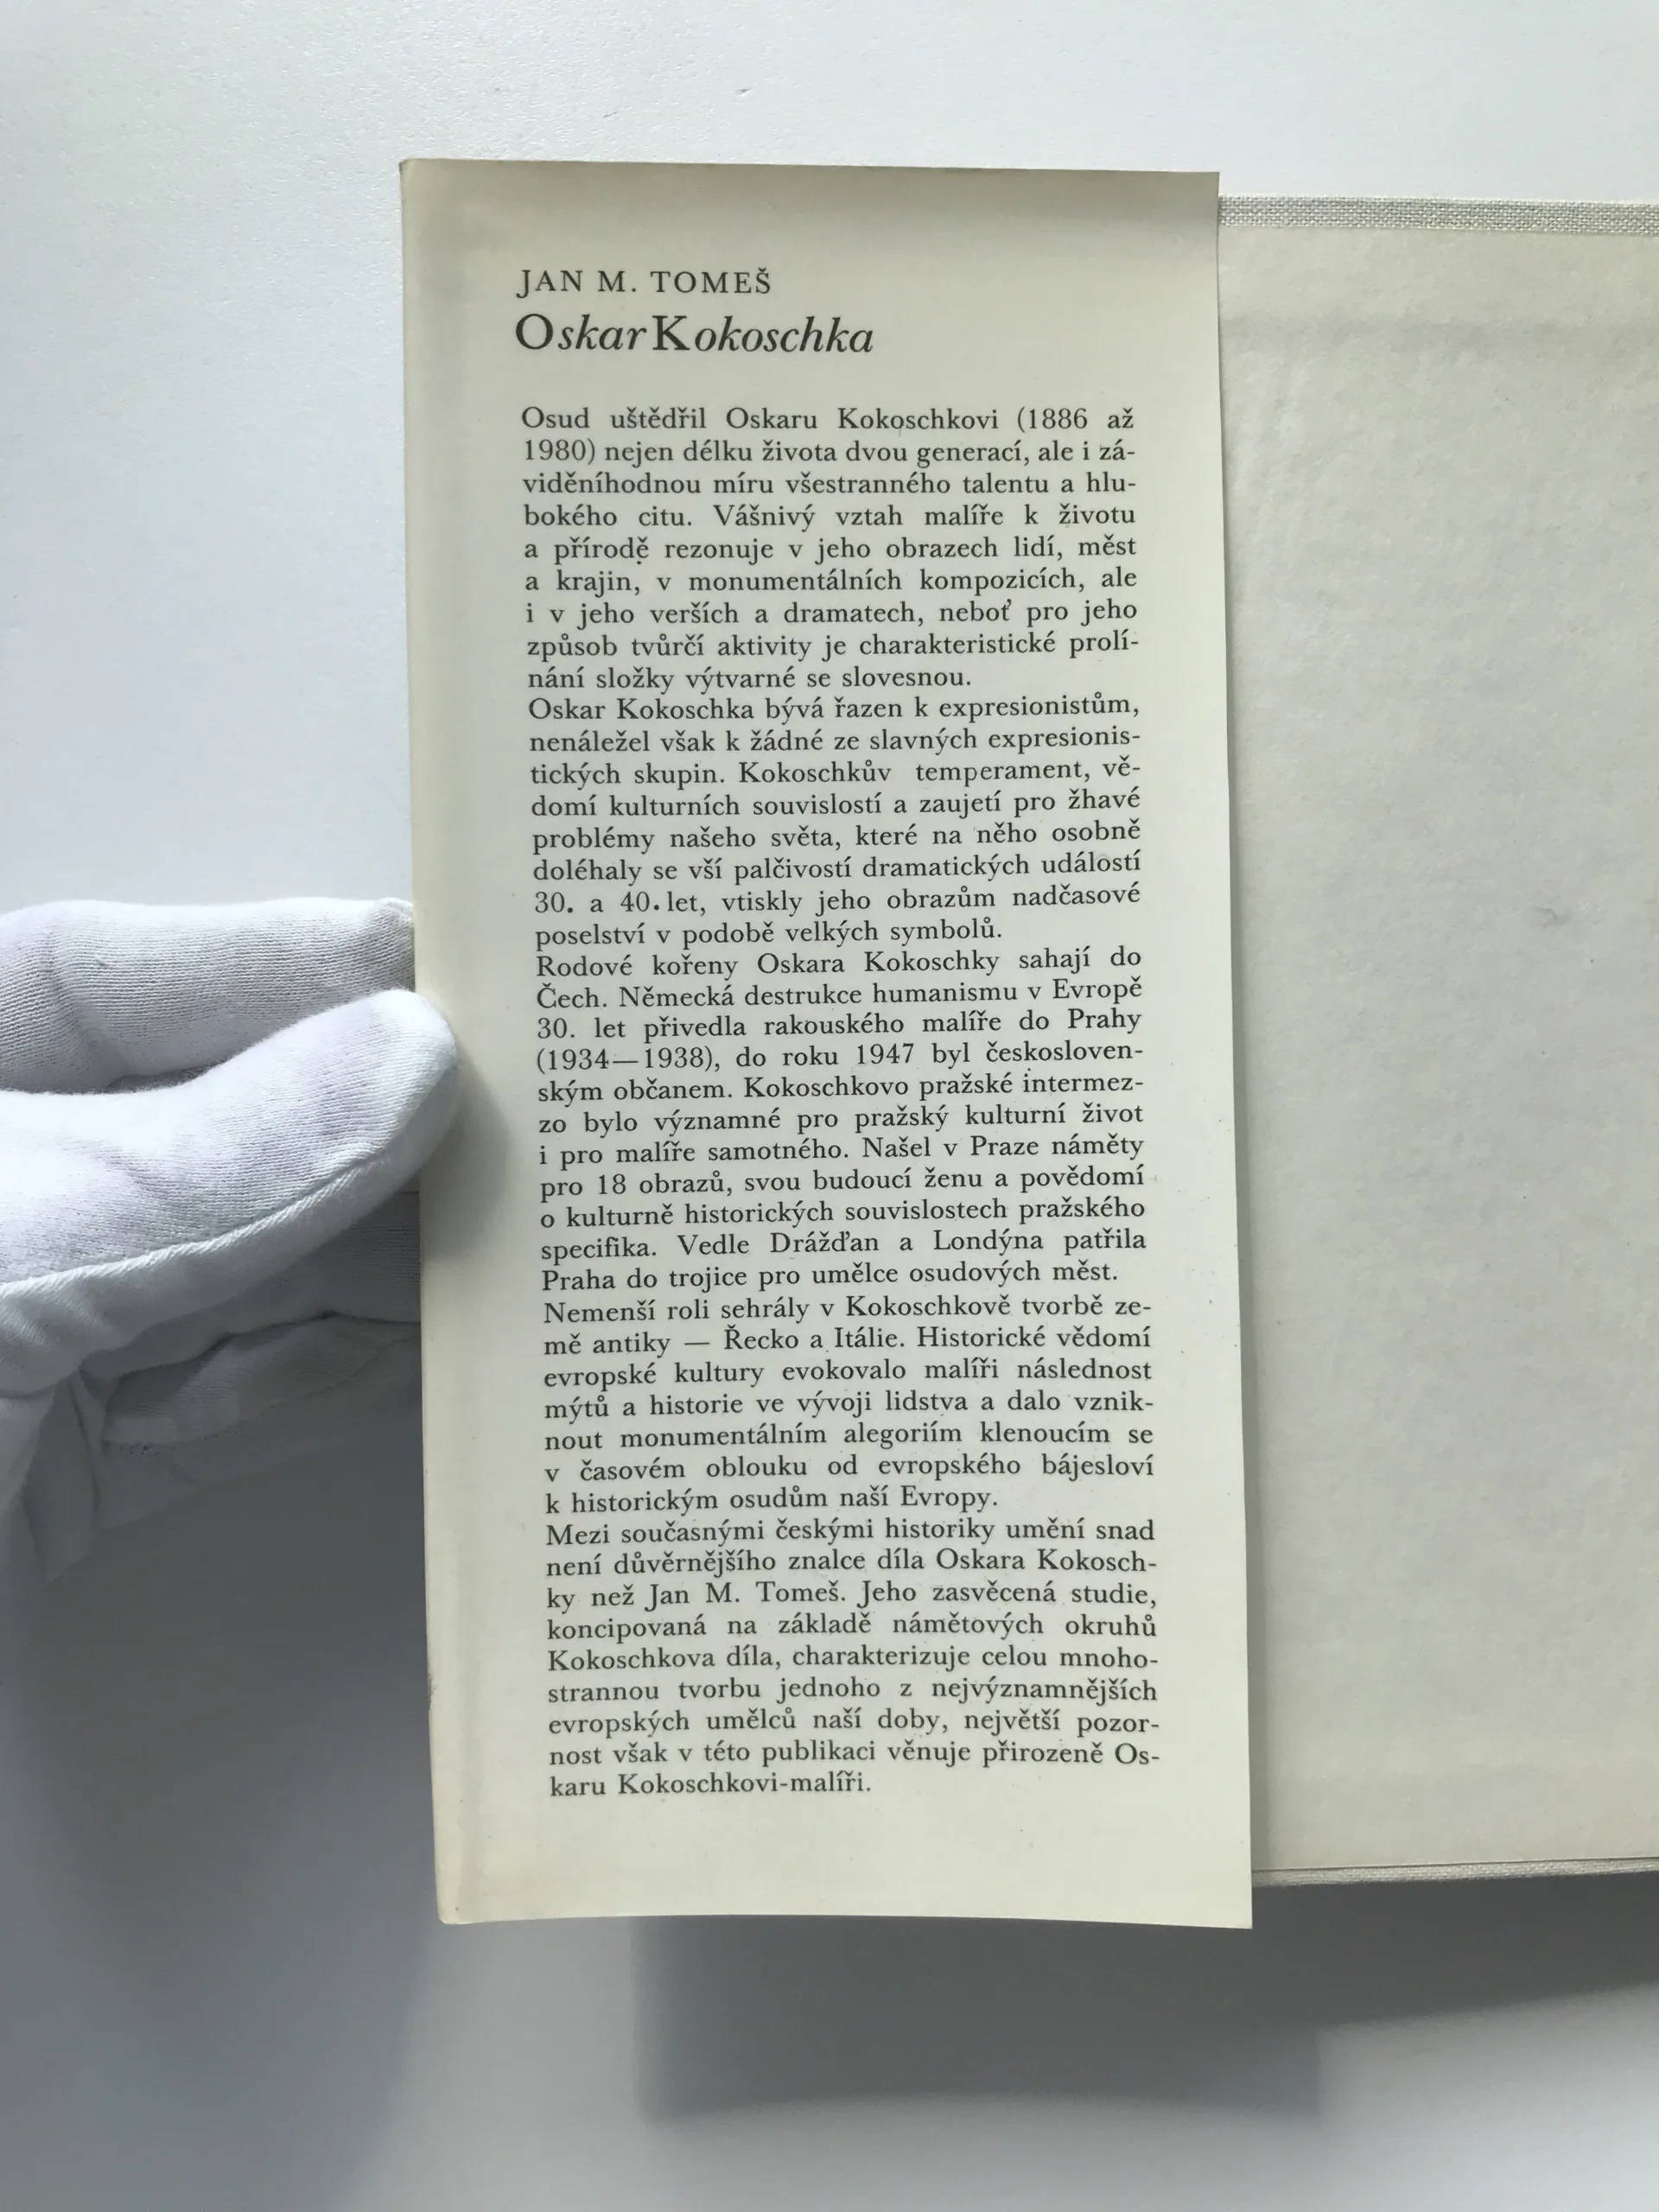 JAN M. TOMEŠ
Oskar Kokoschka
Osud uštědřil Oskaru Kokoschkovi (1886 až
1980) nejen délku života dvou generací, ale i zá-
viděníhodnou míru všestranného talentu a hlu-
bokého citu. Vášnivý vztah malíře k životu
a přírodě rezonuje v jeho obrazech lidí, měst
a krajin, v monumentálních kompozicích, ale
i v jeho verších a dramatech, neboť pro jeho
způsob tvůrčí aktivity je charakteristické prolí-
nání složky výtvarné se slovesnou.
Oskar Kokoschka bývá řazen k expresionistům,
nenáležel však k žádné ze slavných expresionis-
tických skupin. Kokoschkův temperament, vě-
domí kulturních souvislostí a zaujetí pro žhavé
problémy našeho světa, které na něho osobně
doléhaly se vší palčivostí dramatických událostí
30. a 40. let, vtiskly jeho obrazům nadčasové
poselství v podobě velkých symbolů.
Rodové kořeny Oskara Kokoschky sahají do
Čech. Německá destrukce humanismu v Evropě
30. let přivedla rakouského malíře do Prahy
(1934—1938), do roku 1947 byl českosloven-
ským občanem. Kokoschkovo pražské intermez-
zo bylo významné pro pražský kulturní život
i pro malíře samotného. Našel v Praze náměty
pro 18 obrazů, svou budoucí ženu a povědomí
o kulturně historických souvislostech pražského
specifika. Vedle Drážďan a Londýna patřila
Praha do trojice pro umělce osudových měst.
Nemenší roli sehrály v Kokoschkově tvorbě ze-
mě antiky — Řecko a Itálie. Historické vědomí
evropské kultury evokovalo malíři následnost
mýtů a historie ve vývoji lidstva a dalo vznik-
nout monumentálním alegoriím klenoucím se
v časovém oblouku od evropského bájesloví
k historickým osudům naší Evropy.
Mezi současnými českými historiky umění snad
není důvěrnějšího znalce díla Oskara Kokosch-
ky než Jan M. Tomeš. Jeho zasvěcená studie,
koncipovaná na základě námětových okruhů
Kokoschkova díla, charakterizuje celou mnoho-
strannou tvorbu jednoho z nejvýznamnějších
evropských umělců naší doby, největší pozor-
nost však v této publikaci věnuje přirozeně Os-
karu Kokoschkovi-malíři.